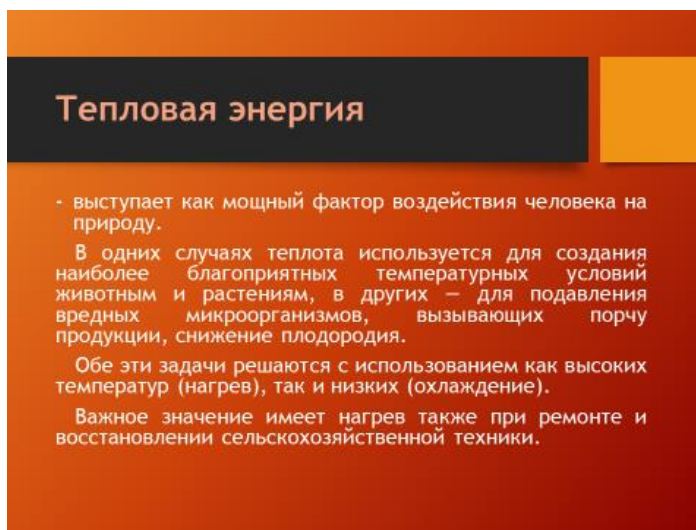 Тепловая энергия
- выступает как мощный фактор воздействия человека на
природу.
В одних случаях теплота используется для создания
наиболее благоприятных температурных условий
животным и растениям, в других — для подавления
вредных микроорганизмов, вызывающих порчу
продукции, снижение плодородия.
Обе эти задачи решаются с использованием как высоких
температур (нагрев), так и низких (охлаждение).
Важное значение имеет нагрев также при ремонте и
восстановлении сельскохозяйственной техники.